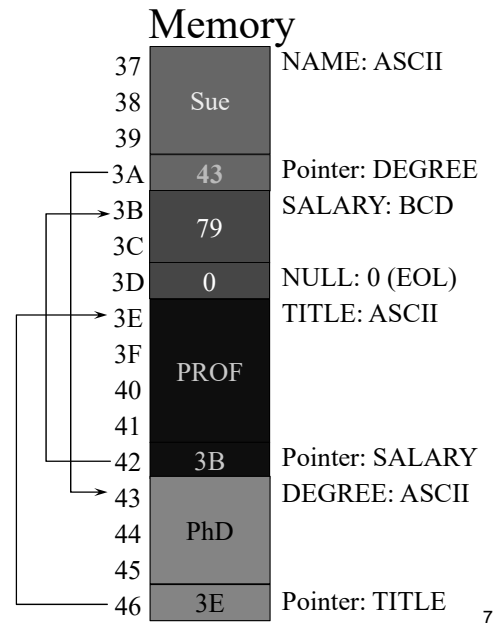 Memory
37 NAME: ASCII
38 Sue
39
3A 43 Pointer: DEGREE
3B SALARY: BCD
79
3C
3D 0 NULL: 0 (EOL)
3E TITLE: ASCII
3F
PROF
40
41
42 3B Pointer: SALARY
43 DEGREE: ASCII
44 PhD
45
46 3E Pointer: TITLE
7